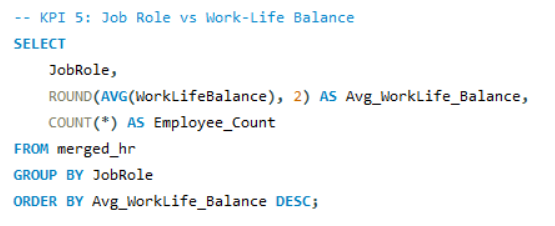 -- KPI 5: Job Role vs Work-Life Balance
SELECT
    JobRole,
    ROUND(AVG(WorkLifeBalance), 2) AS Avg_WorkLife_Balance,
    COUNT(*) AS Employee_Count
FROM merged_hr
GROUP BY JobRole
ORDER BY Avg_WorkLife_Balance DESC;